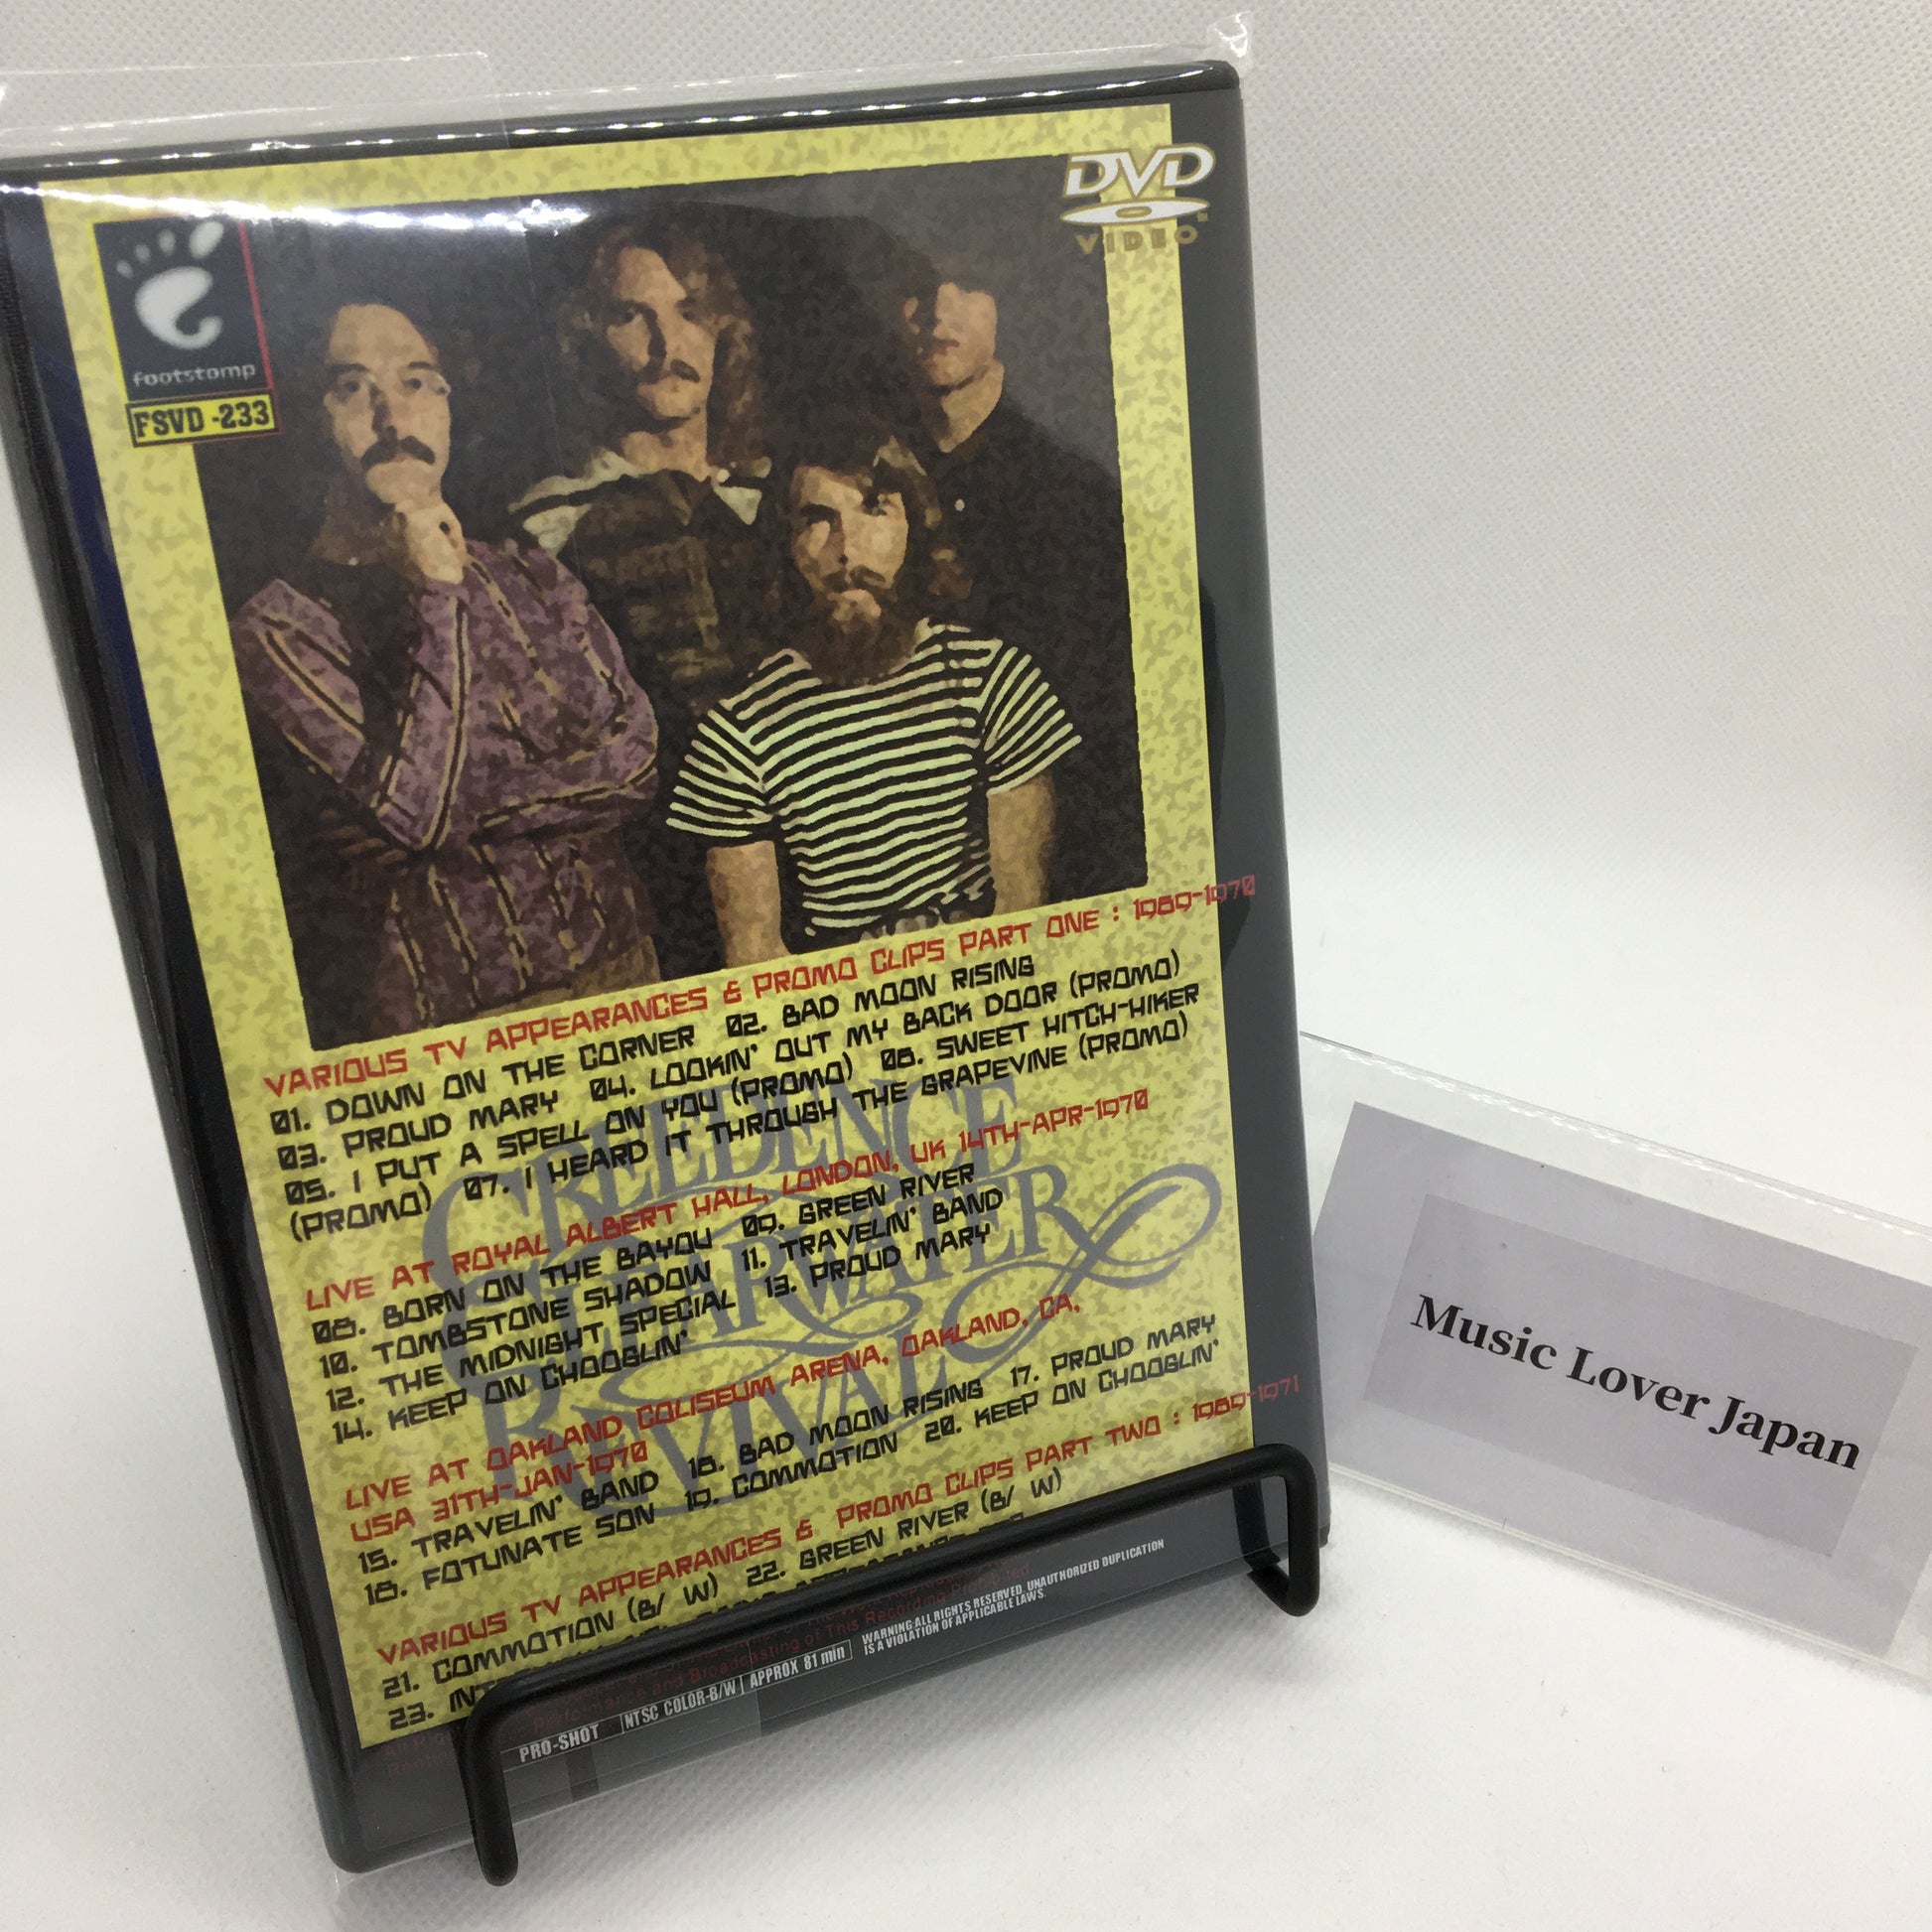 DVD
VIDEO
footstomp
FSVD -233
VARIOUS TV APPEARANCES & PROMO CLIPS PART ONE : 1969-1970
01. DOWN ON THE CORNER 02. BAD MOON RISING
03. PROUD MARY 04. LOOKIN' OUT MY BACK DOOR (PROMO)
05. I PUT A SPELL ON YOU (PROMO) 06. SWEET HITCH-HIKER
(PROMO) 07. I HEARD IT THROUGH THE GRAPEVINE (PROMO)
LIVE AT ROYAL ALBERT HALL, LONDON, UK 14TH-APR-1970
08. BORN ON THE BAYOU 09. GREEN RIVER
10. TOMBSTONE SHADOW 11. TRAVELIN' BAND
12. THE MIDNIGHT SPECIAL 13. PROUD MARY
14. KEEP ON CHOOGLIN'
LIVE AT OAKLAND COLISEUM ARENA, OAKLAND, CA,
USA 31TH-JAN-1970
15. TRAVELIN' BAND 16. BAD MOON RISING 17. PROUD MARY
18. FOTUNATE SON 19. COMMOTION 20. KEEP ON CHOOGLIN'
VARIOUS TV APPEARANCES & PROMO CLIPS PART TWO : 1969-1971
21. COMMOTION (B/ W) 22. GREEN RIVER (B/ W)
23.
CREEDENCE
CLEARWATER
REVIVAL
and Broadcasting of This Recording Prohibited
PRO-SHOT NTSC COLOR-B/W APPROX 81 min
WARNING:ALL RIGHTS RESERVED. UNAUTHORIZED DUPLICATION
IS A VIOLATION OF APPLICABLE LAWS.
Music Lover Japan